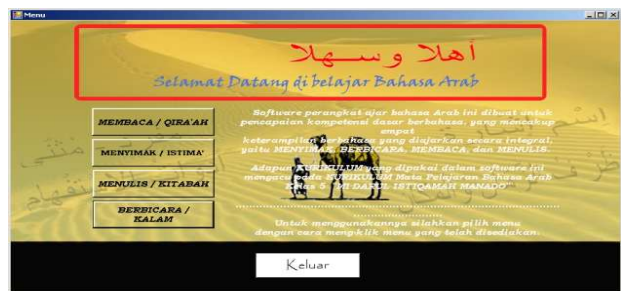 Menu
أهلا وسهلا
Selamat Datang di belajar Bahasa Arab
MEMBACA / QIRA'AH
MENYIMAK / ISTIMA'
MENULIS / KITABAH
BERBICARA /
KALAM
Software perangkat ajar bahasa Arab ini dibuat untuk
pencapaian kompetensi dasar berbahasa, yang mencakup
empat
keterampilan berbahasa yang diajarkan secara integral,
yaitu MENYIMAK, BERBICARA, MEMBACA, dan MENULIS.
Adapun KURIKULUM yang dipakai dalam software ini
mengacu pada KURIKULUM Mata Pelajaran Bahasa Arab
Kelas 5 "MI DARUL ISTIQAMAH MANADO"
Untuk menggunakannya silahkan pilih menu
dengan cara meng-klik menu yang telah disediakan.
Keluar